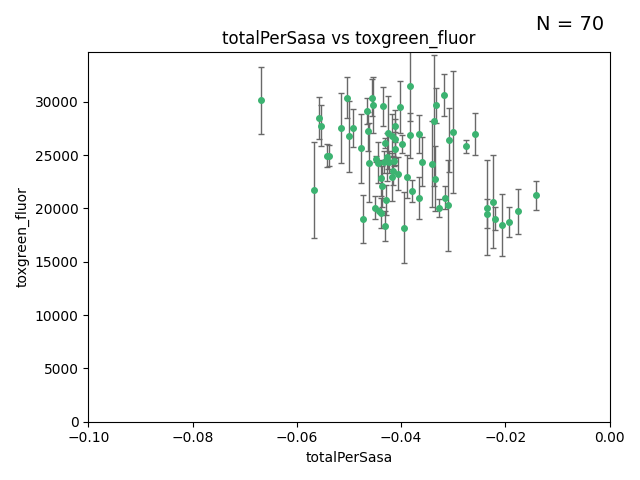 N = 70
totalPerSasa vs toxgreen_fluor
30000
25000
20000
15000
10000
5000
0
toxgreen_fluor
−0.10 −0.08 −0.06 −0.04 −0.02 0.00
totalPerSasa